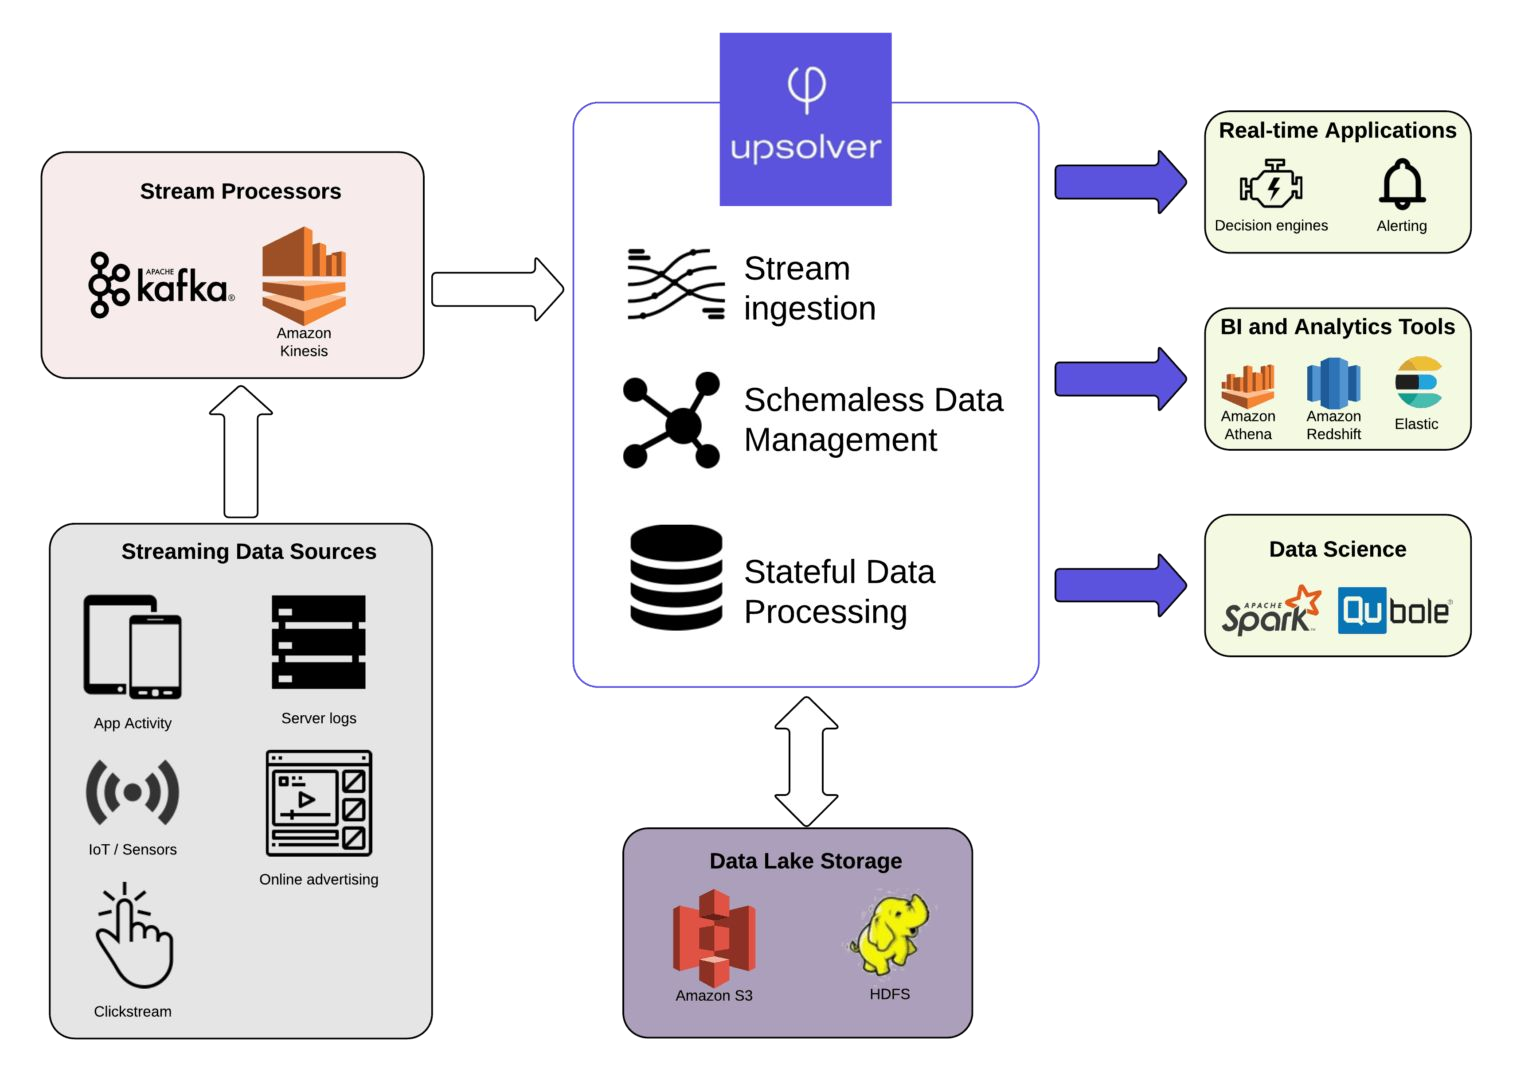 upsolver
Stream Processors
APACHE
kafka®
Amazon
Kinesis
Streaming Data Sources
App Activity
Server logs
IoT / Sensors
Online advertising
Clickstream
Stream
ingestion
Schemaless Data
Management
Stateful Data
Processing
Data Lake Storage
Amazon S3
HDFS
Real-time Applications
Decision engines
Alerting
BI and Analytics Tools
Amazon
Athena
Amazon
Redshift
Elastic
Data Science
APACHE
Spark™
Qubole®